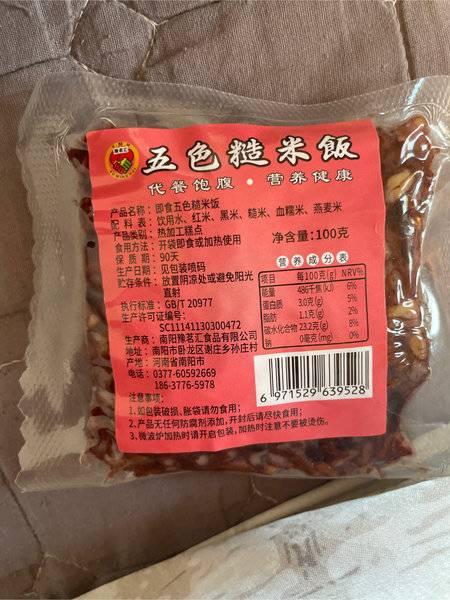 豫茗汇
五色糙米飯
代餐饱腹·营养健康
产品名称：即食五色糙米饭
配 料 表：饮用水、红米、黑米、糙米、血糯米、燕麦米
产品类别：热加工糕点
食用方法：开袋即食或加热使用
净含量:100克
保 质 期：90天
生产日期：见包装喷码
贮存条件：放置阴凉处或避免阳光
直射
执行标准：GB/T 20977
生产许可证编号：
SC11141130300472
生产商：南阳豫茗汇食品有限公司
地 址：南阳市卧龙区谢庄乡孙庄村
产 地：河南省南阳市
电 话：0377-60592669
186-3776-5978
营养成分表
项目 每100克(g) NRV%
能量 486千焦(kJ) 6%
蛋白质 3.0克(g) 5%
脂肪 1.1克(g) 2%
碳水化合物 23.2克(g) 8%
钠 0毫克(mg) 0%
6 971529 639528
注意事项：
1.如包装破损、胀袋请勿食用；
2.产品无任何防腐剂添加，开封后请尽快食用；
3.微波炉加热时请开启包装，加热时注意不要被烫伤。